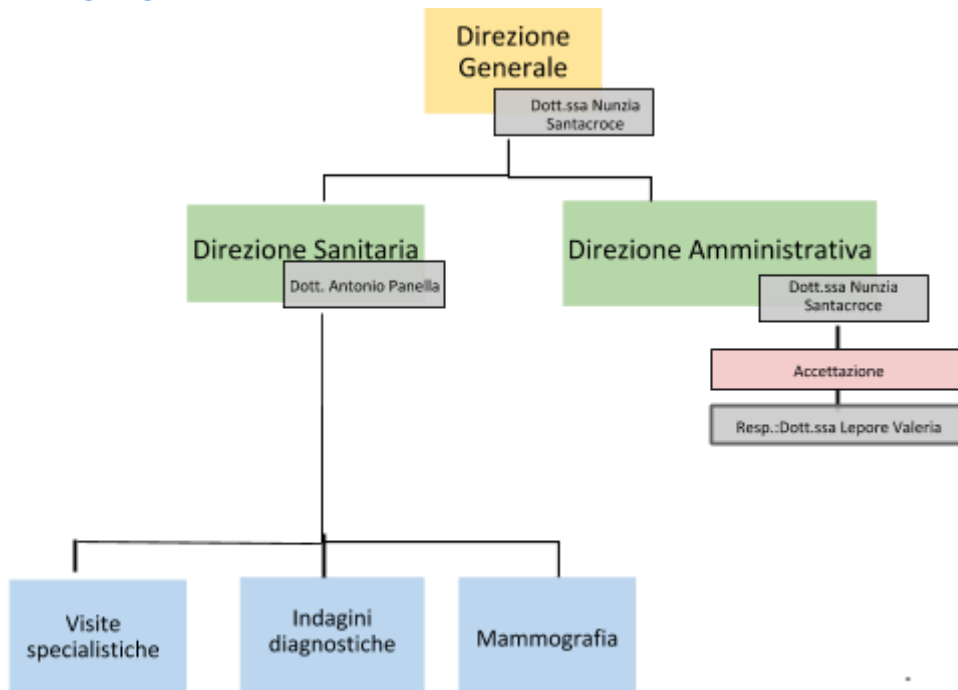 Direzione
Generale
Dott.ssa Nunzia
Santacroce
Direzione Sanitaria
Dott. Antonio Panella
Direzione Amministrativa
Dott.ssa Nunzia
Santacroce
Accettazione
Resp.:Dott.ssa Lepore Valeria
Visite
specialistiche
Indagini
diagnostiche
Mammografia